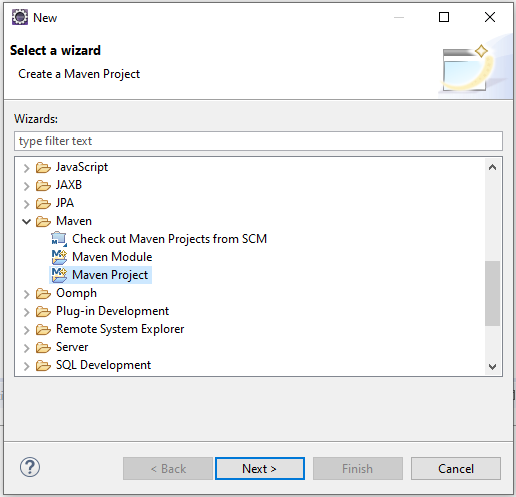 New
Select a wizard
Create a Maven Project
Wizards:
type filter text
JavaScript
JAXB
JPA
Maven
Check out Maven Projects from SCM
Maven Module
Maven Project
Oomph
Plug-in Development
Remote System Explorer
Server
SQL Development
< Back
Next >
Finish
Cancel